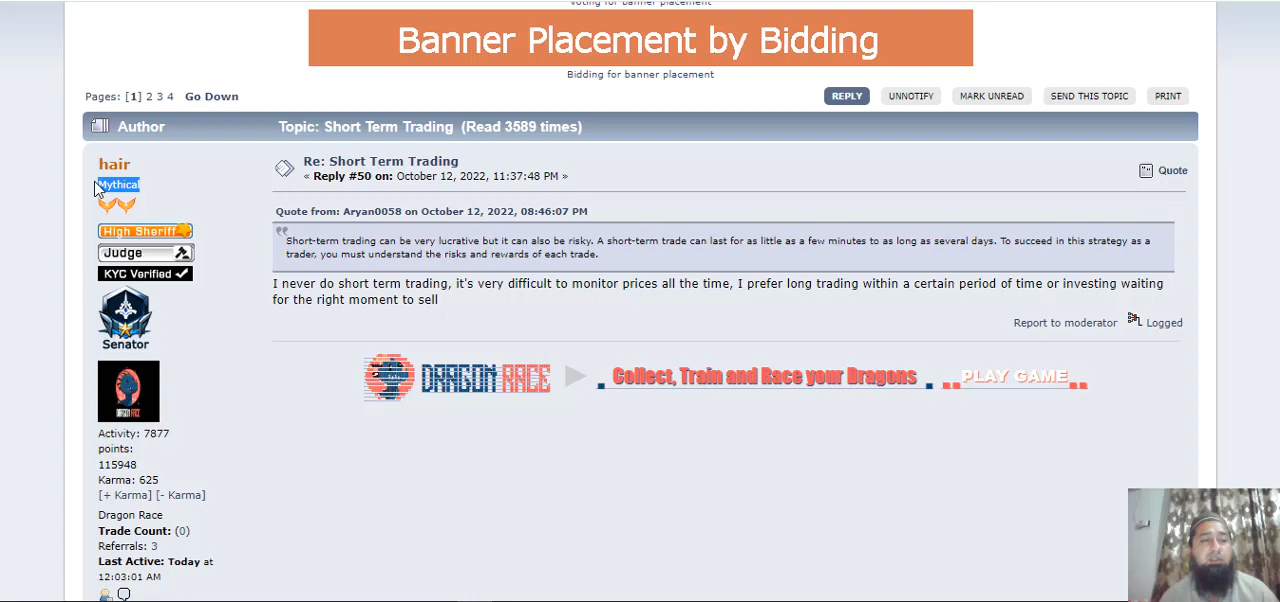 Voting for banner placement
Banner Placement by Bidding
Bidding for banner placement
Pages: [1] 2 3 4 Go Down
REPLY UNNOTIFY MARK UNREAD SEND THIS TOPIC PRINT
Author Topic: Short Term Trading (Read 3589 times)
hair
Mythical
High Sheriff
Judge
KYC Verified
Senator
DRAGON RACE
Activity: 7877
points:
115948
Karma: 625
[+ Karma] [- Karma]
Dragon Race
Trade Count: (0)
Referrals: 3
Last Active: Today at
12:03:01 AM
Re: Short Term Trading
« Reply #50 on: October 12, 2022, 11:37:48 PM »
Quote
Quote from: Aryan0058 on October 12, 2022, 08:46:07 PM
Short-term trading can be very lucrative but it can also be risky. A short-term trade can last for as little as a few minutes to as long as several days. To succeed in this strategy as a
trader, you must understand the risks and rewards of each trade.
I never do short term trading, it's very difficult to monitor prices all the time, I prefer long trading within a certain period of time or investing waiting
for the right moment to sell
Report to moderator Logged
DRAGON RACE Collect, Train and Race your Dragons PLAY GAME